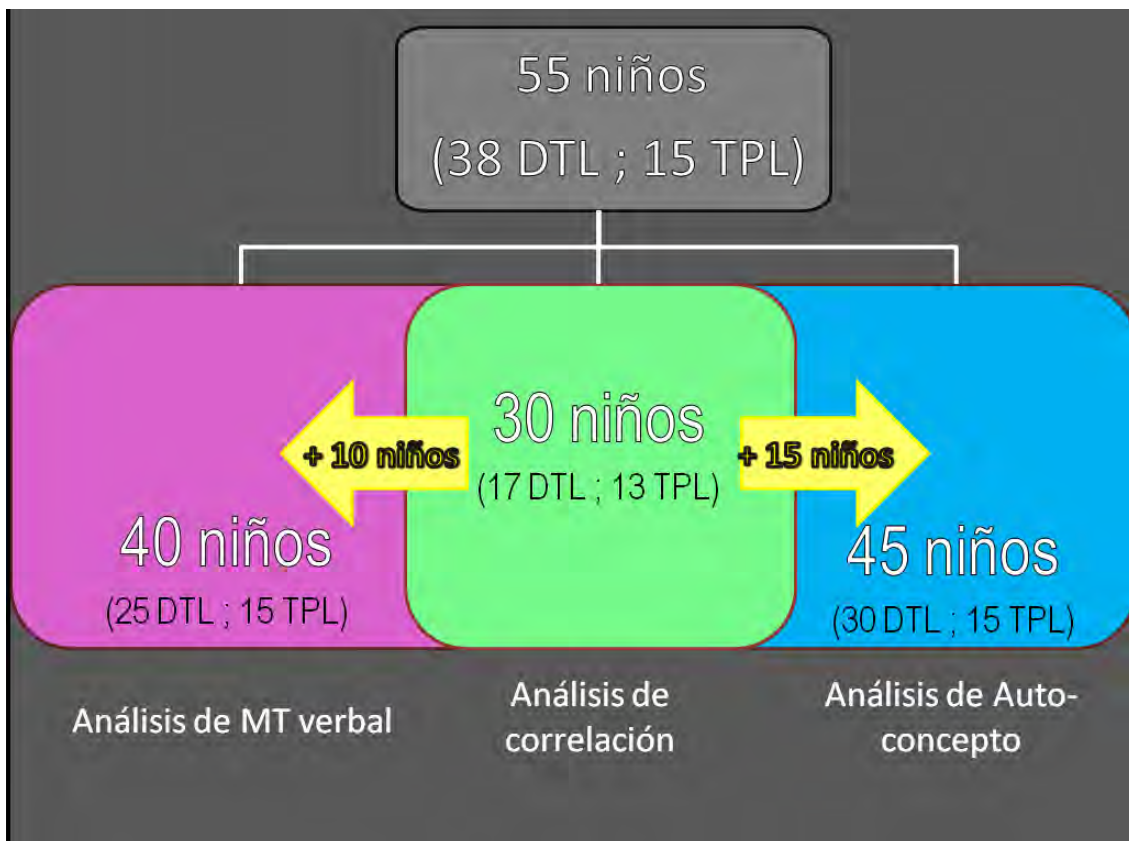 55 niños
(38 DTL ; 15 TPL)
+ 10 niños
30 niños
(17 DTL ; 13 TPL)
+ 15 niños
40 niños
(25 DTL ; 15 TPL)
45 niños
(30 DTL ; 15 TPL)
Análisis de MT verbal
Análisis de
correlación
Análisis de Auto-
concepto